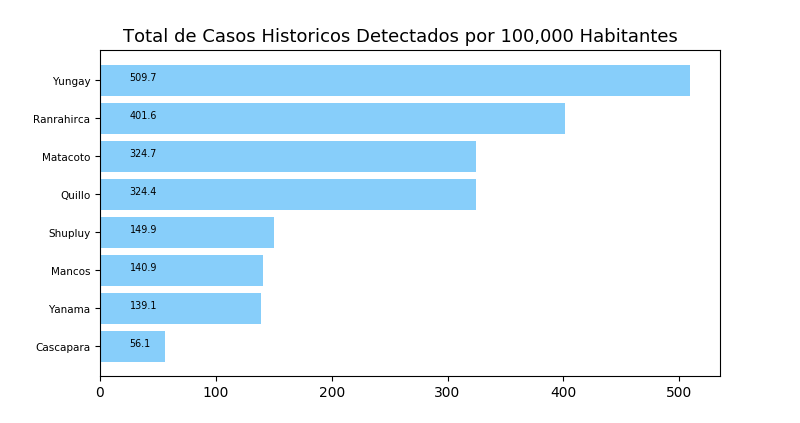 Total de Casos Historicos Detectados por 100,000 Habitantes
Yungay 509.7
Ranrahirca 401.6
Matacoto 324.7
Quillo 324.4
Shupluy 149.9
Mancos 140.9
Yanama 139.1
Cascapara 56.1
0 100 200 300 400 500